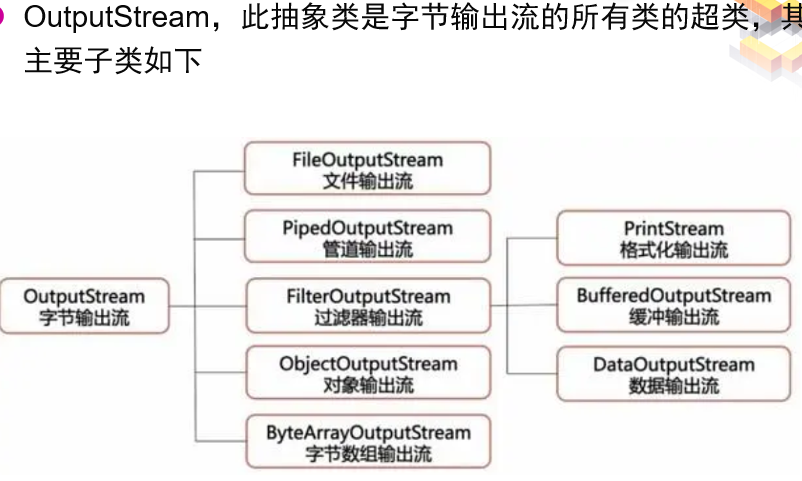 OutputStream，此抽象类是字节输出流的所有类的超类，其
主要子类如下
FileOutputStream
文件输出流
PipedOutputStream
管道输出流
PrintStream
格式化输出流
OutputStream
字节输出流
FilterOutputStream
过滤器输出流
BufferedOutputStream
缓冲输出流
ObjectOutputStream
对象输出流
DataOutputStream
数据输出流
ByteArrayOutputStream
字节数组输出流